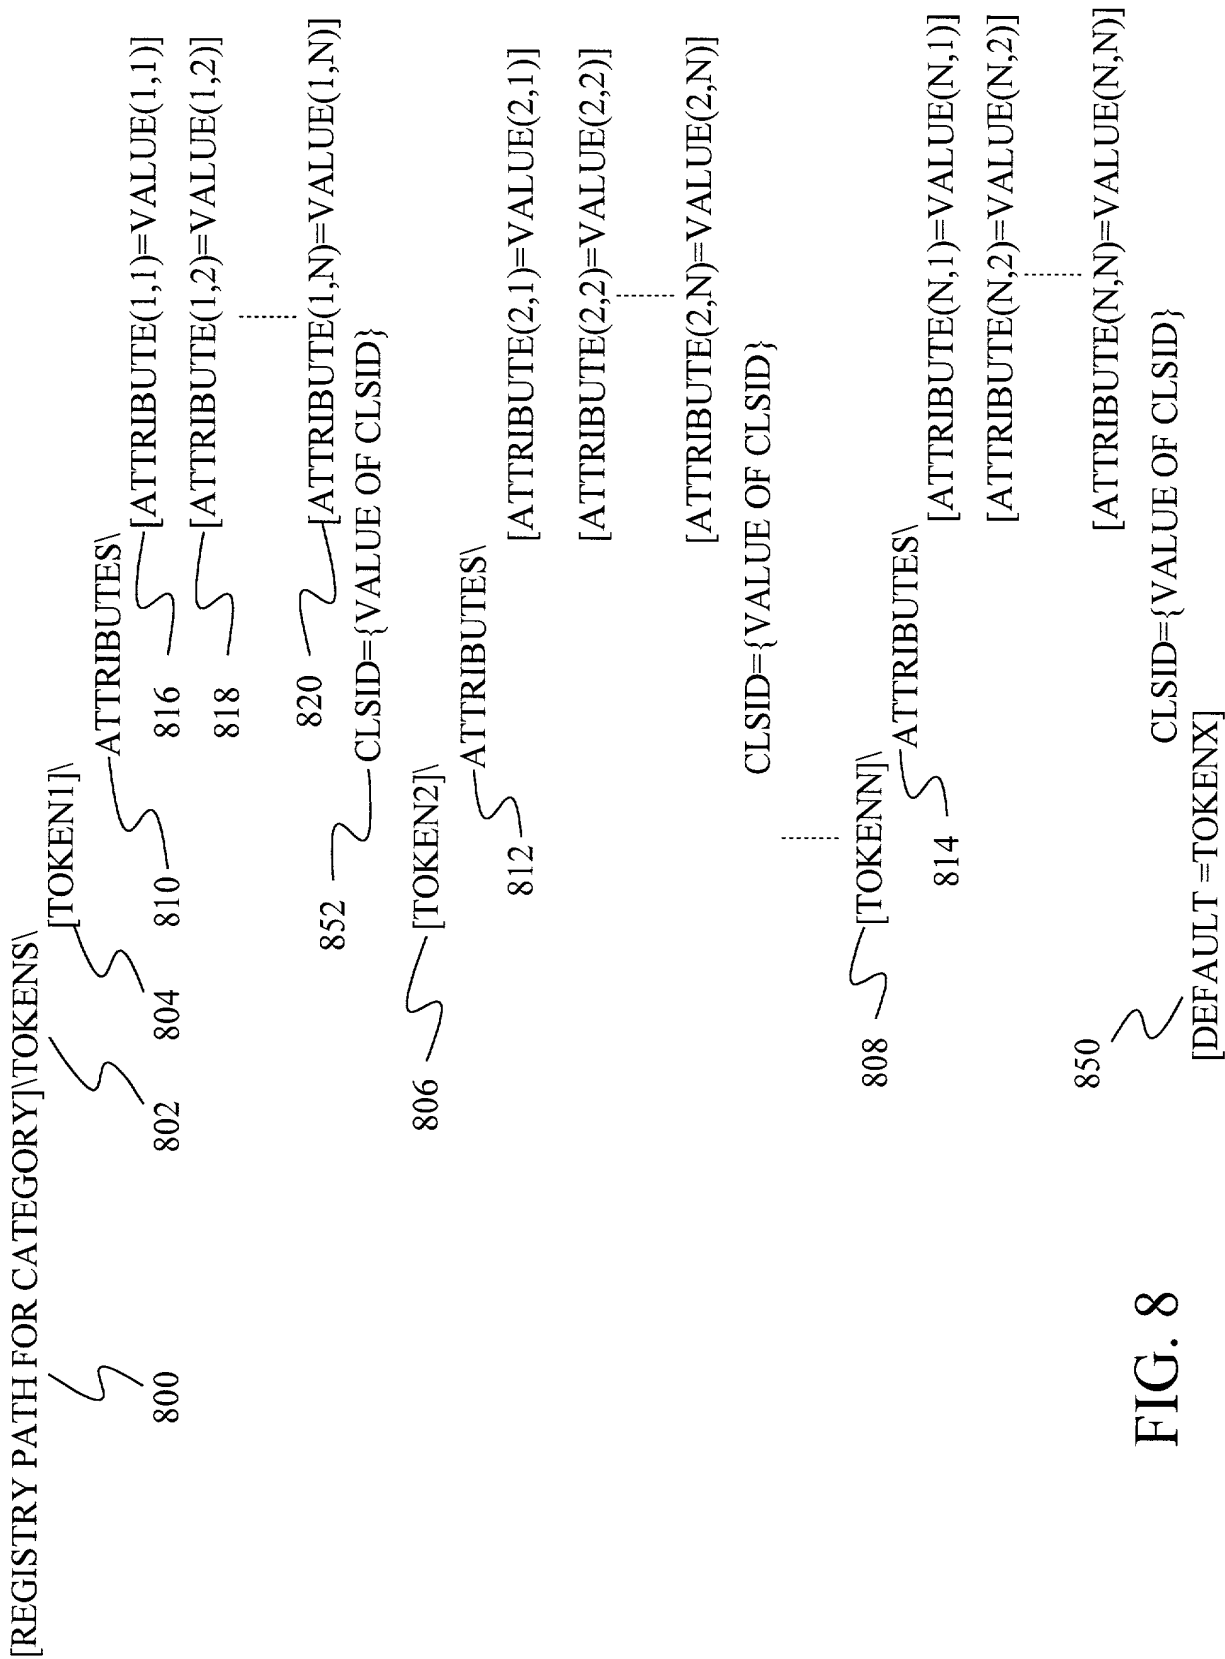 [REGISTRY PATH FOR CATEGORY]\TOKENS\
800
802
[TOKEN1]\
804
ATTRIBUTES\
810
[ATTRIBUTE(1,1)=VALUE(1,1)]
816
[ATTRIBUTE(1,2)=VALUE(1,2)]
818
[ATTRIBUTE(1,N)=VALUE(1,N)]
820
CLSID={VALUE OF CLSID}
852
[TOKEN2]\
806
ATTRIBUTES\
812
[ATTRIBUTE(2,1)=VALUE(2,1)]
[ATTRIBUTE(2,2)=VALUE(2,2)]
[ATTRIBUTE(2,N)=VALUE(2,N)]
CLSID={VALUE OF CLSID}
[TOKENN]\
808
ATTRIBUTES\
814
[ATTRIBUTE(N,1)=VALUE(N,1)]
[ATTRIBUTE(N,2)=VALUE(N,2)]
[ATTRIBUTE(N,N)=VALUE(N,N)]
CLSID={VALUE OF CLSID}
850
[DEFAULT =TOKENX]
FIG. 8